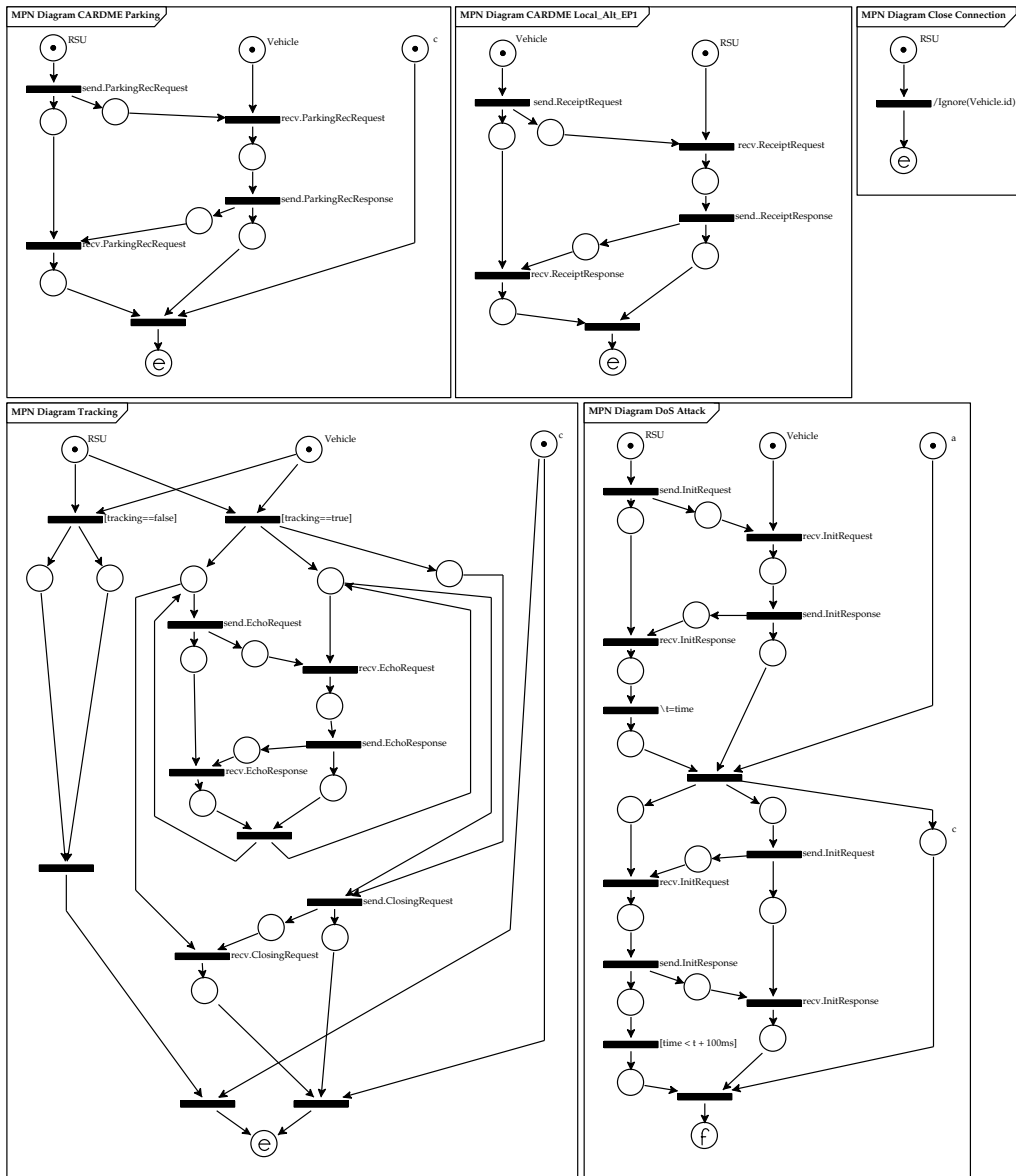 MPN Diagram CARDME Parking
RSU
Vehicle
c
send.ParkingRecRequest
recv.ParkingRecRequest
send.ParkingRecResponse
recv.ParkingRecRequest
e
MPN Diagram CARDME Local_Alt_EP1
Vehicle
RSU
send.ReceiptRequest
recv.ReceiptRequest
send..ReceiptResponse
recv.ReceiptResponse
e
MPN Diagram Close Connection
RSU
/Ignore(Vehicle.id)
e
MPN Diagram Tracking
RSU
Vehicle
c
[tracking==false]
[tracking==true]
send.EchoRequest
recv.EchoRequest
send.EchoResponse
recv.EchoResponse
send.ClosingRequest
recv.ClosingRequest
e
MPN Diagram DoS Attack
RSU
Vehicle
a
send.InitRequest
recv.InitRequest
send.InitResponse
recv.InitResponse
\t=time
c
send.InitRequest
recv.InitRequest
send.InitResponse
recv.InitResponse
[time < t + 100ms]
f